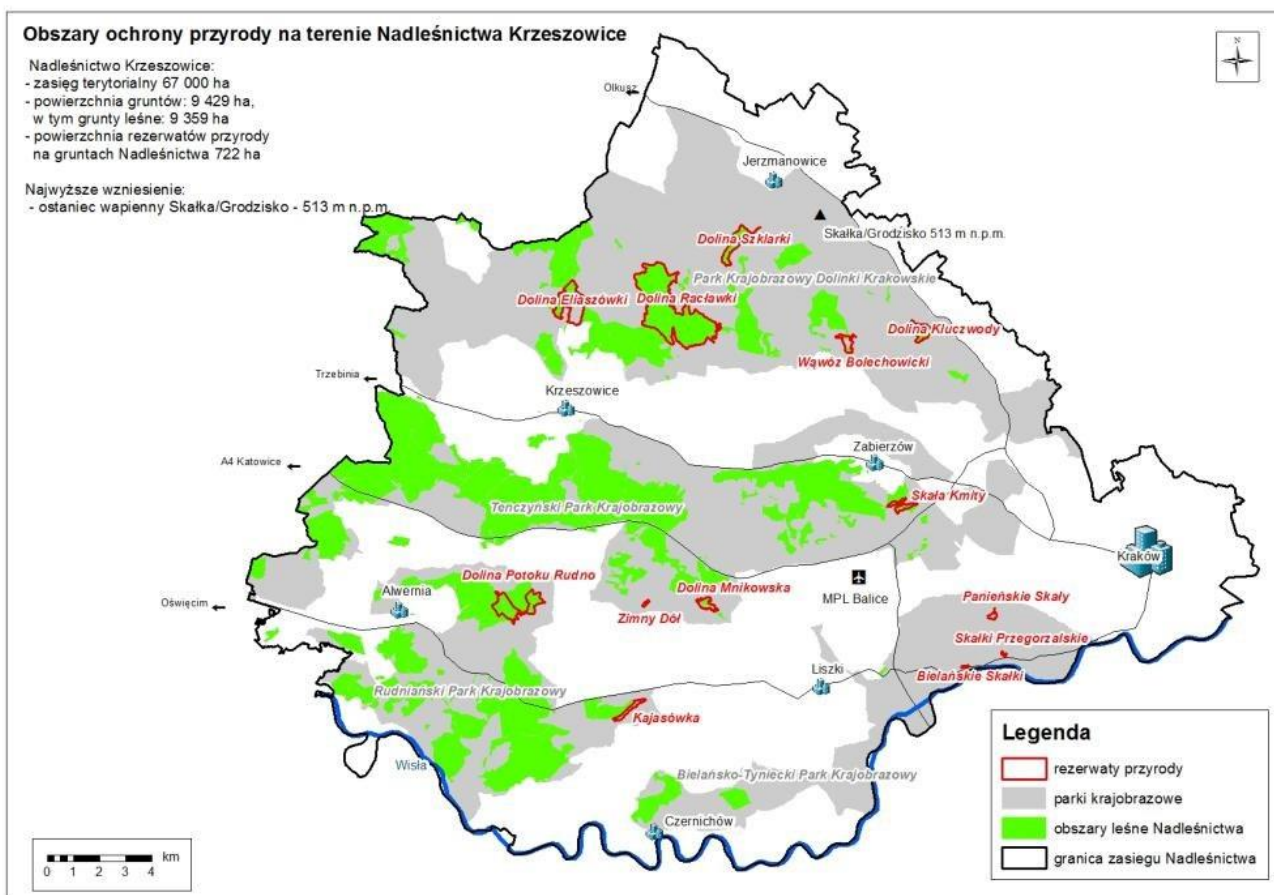 Obszary ochrony przyrody na terenie Nadleśnictwa Krzeszowice
Nadleśnictwo Krzeszowice:
- zasięg terytorialny 67 000 ha
- powierzchnia gruntów: 9 429 ha,
w tym grunty leśne: 9 359 ha
- powierzchnia rezerwatów przyrody
na gruntach Nadleśnictwa 722 ha
Najwyższe wzniesienie:
- ostaniec wapienny Skałka/Grodzisko - 513 m n.p.m.
N
Olkusz
Jerzmanowice
Skałka/Grodzisko 513 m n.p.m.
Dolina Szklarki
Park Krajobrazowy Dolinki Krakowskie
Dolina Eliaszówki
Dolina Racławki
Dolina Kluczwody
Wąwóz Bolechowicki
Trzebinia
Krzeszowice
Zabierzów
A4 Katowice
Skała Kmity
Tenczyński Park Krajobrazowy
Kraków
Dolina Potoku Rudno
Dolina Mnikowska
Alwernia
Oświęcim
Zimny Dół
MPL Balice
Panieńskie Skały
Skałki Przegorzalskie
Bielańskie Skałki
Liszki
Rudniański Park Krajobrazowy
Kajasówka
Wisła
Bielańsko-Tyniecki Park Krajobrazowy
Czernichów
Legenda
rezerwaty przyrody
parki krajobrazowe
obszary leśne Nadleśnictwa
granica zasiegu Nadleśnictwa
km
0 1 2 3 4